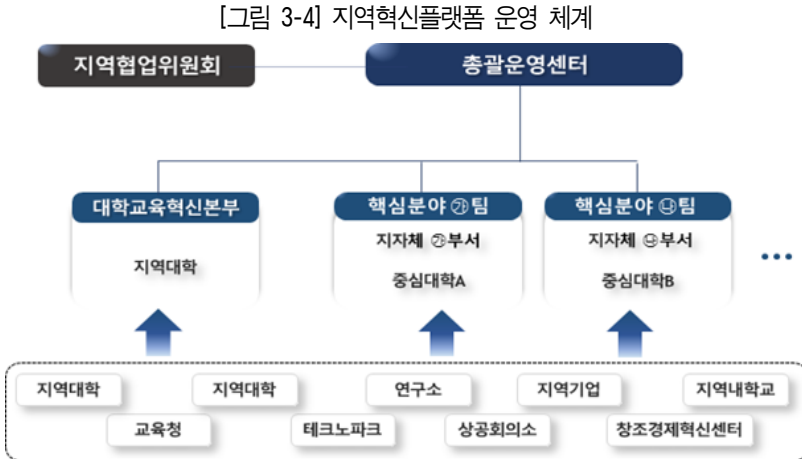 [그림 3-4] 지역혁신플랫폼 운영 체계
지역협업위원회 총괄운영센터
대학교육혁신본부 핵심분야 ㉮팀 핵심분야 ㉯팀
지자체 ㉮부서 지자체 ㉯부서
지역대학
중심대학A 중심대학B
...
지역대학 지역대학 연구소 지역기업 지역내학교
교육청 테크노파크 상공회의소 창조경제혁신센터